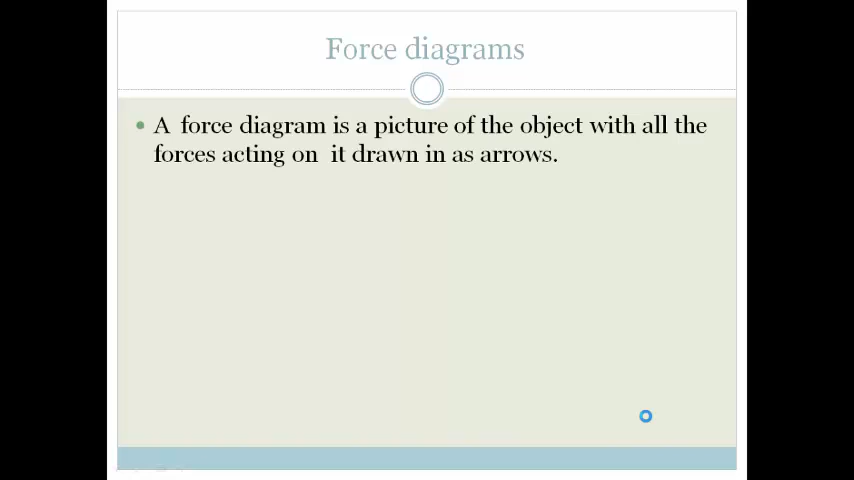 Force diagrams
• A force diagram is a picture of the object with all the
forces acting on it drawn in as arrows.